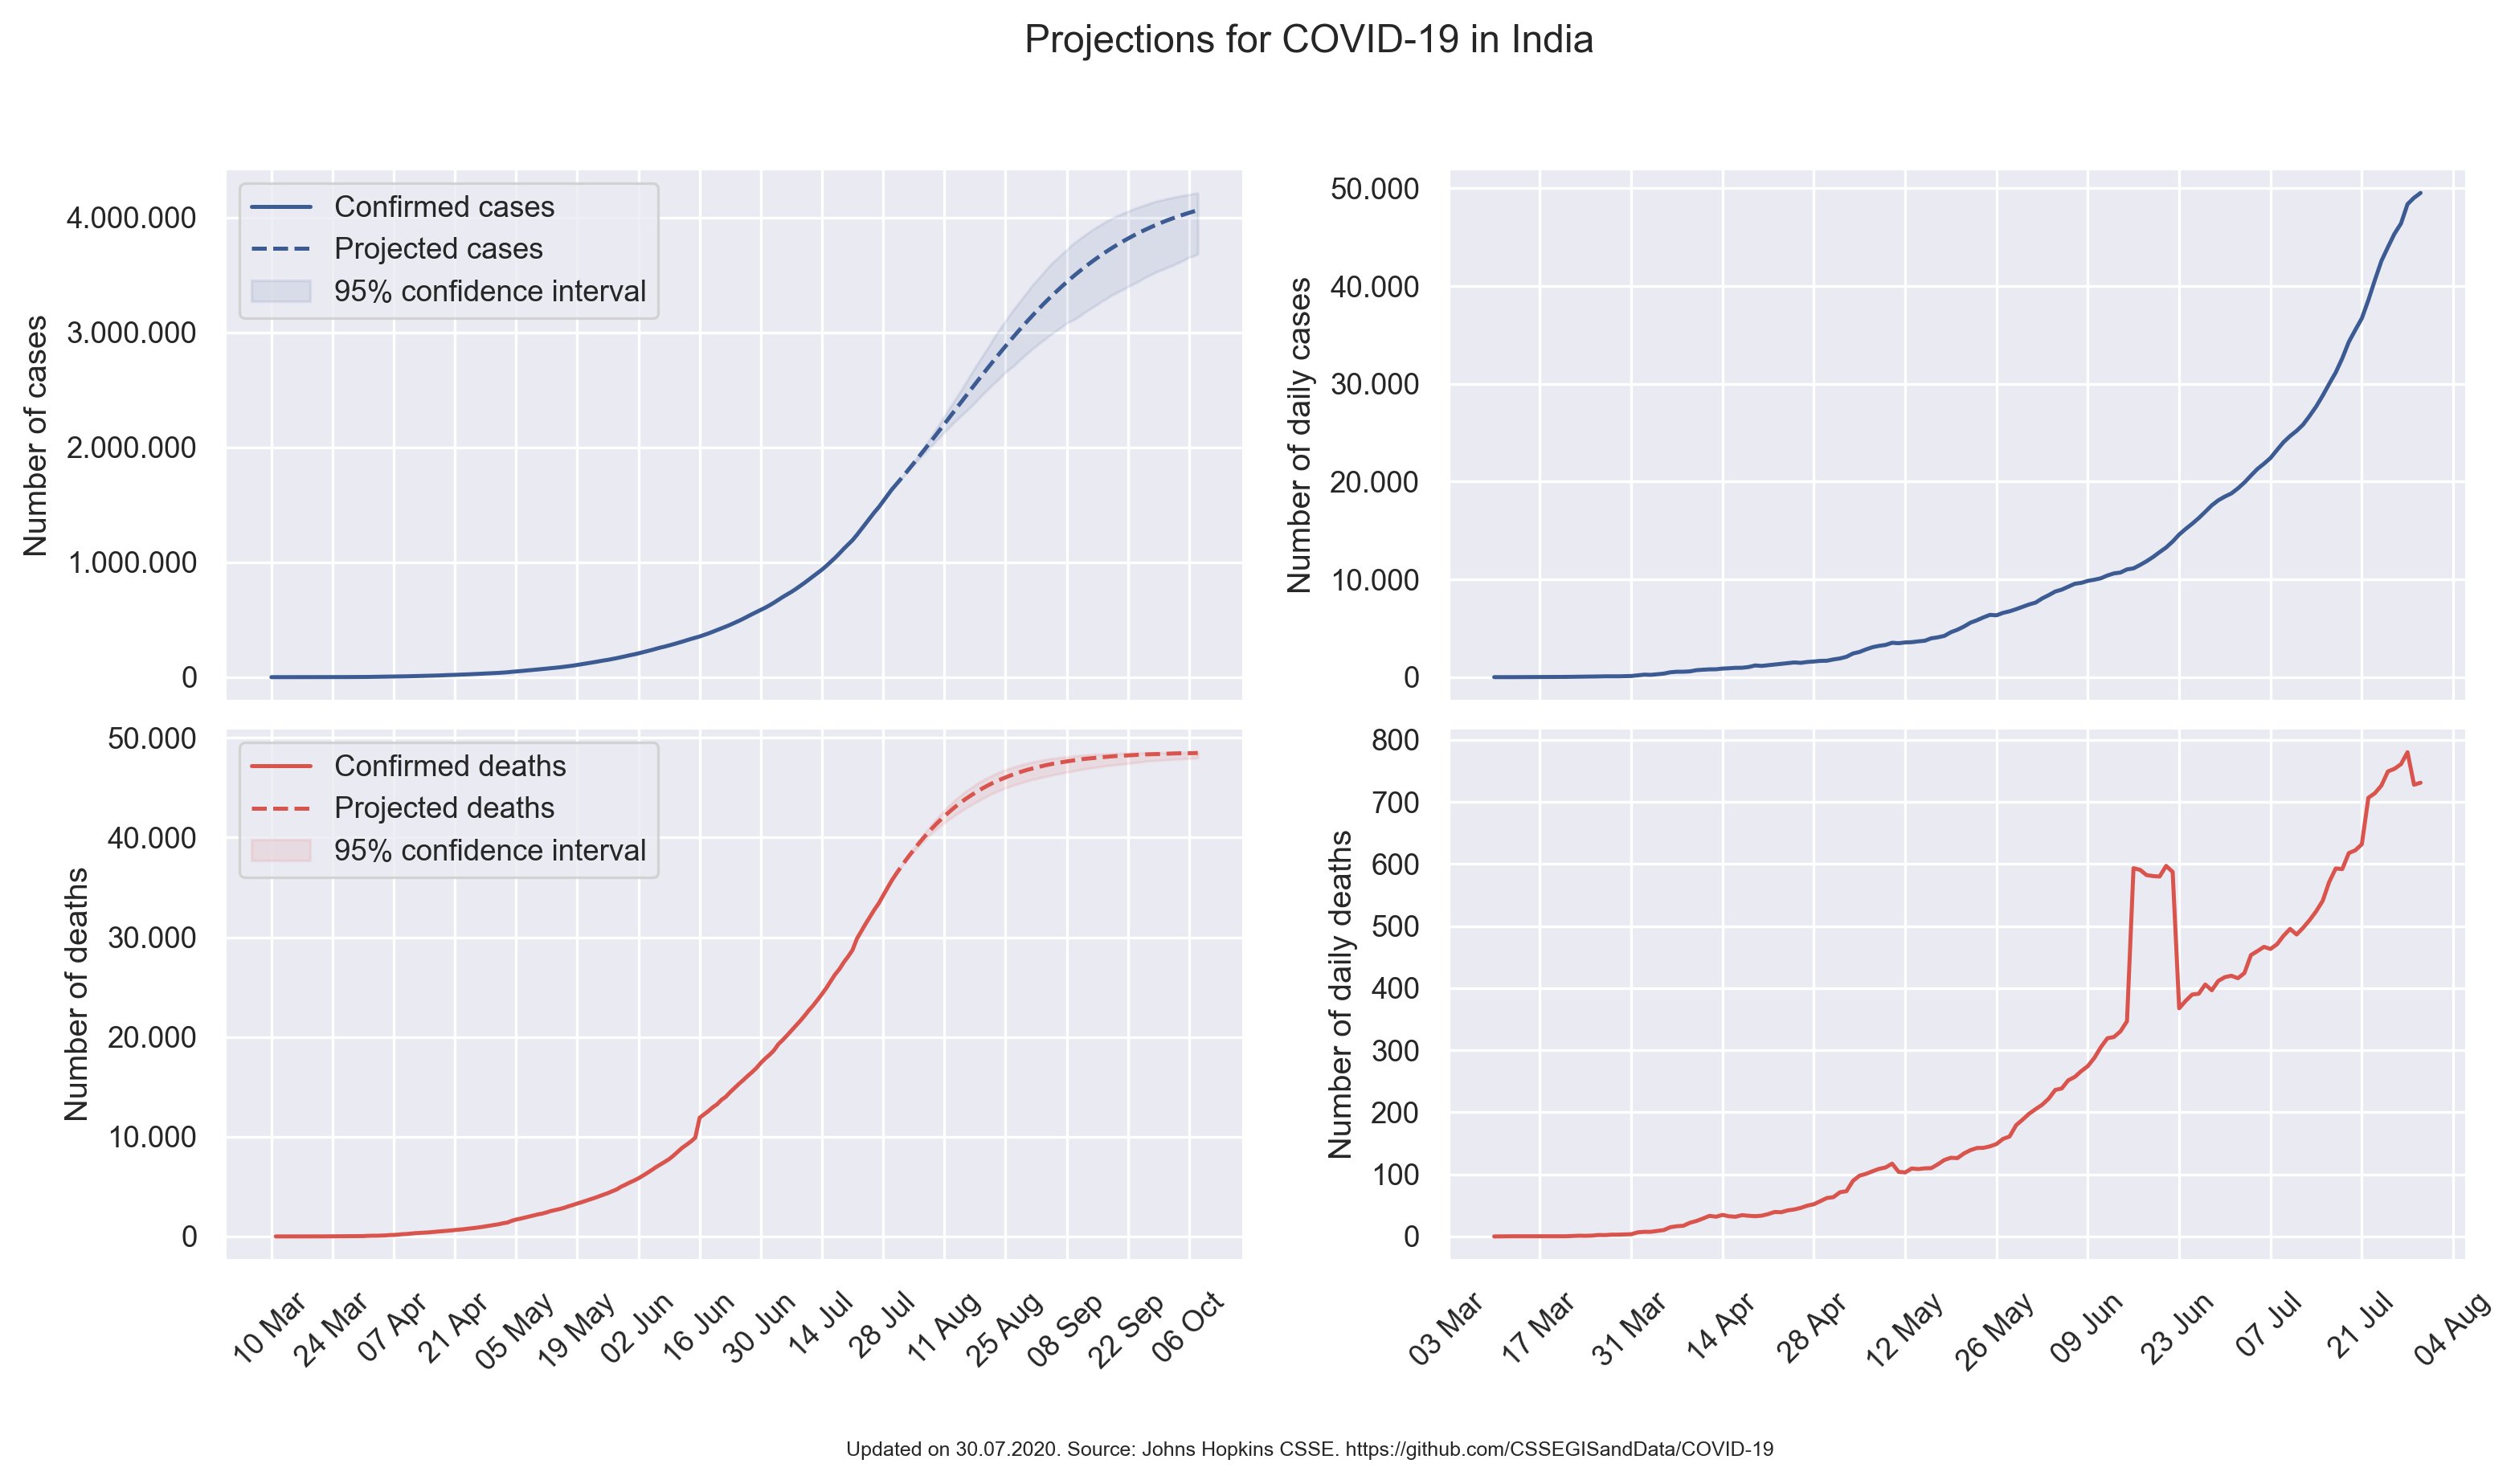 Projections for COVID-19 in India
Number of cases
4.000.000
3.000.000
2.000.000
1.000.000
0
Confirmed cases
Projected cases
95% confidence interval
Number of daily cases
50.000
40.000
30.000
20.000
10.000
0
Number of deaths
50.000
40.000
30.000
20.000
10.000
0
Confirmed deaths
Projected deaths
95% confidence interval
10 Mar
24 Mar
07 Apr
21 Apr
05 May
19 May
02 Jun
16 Jun
30 Jun
14 Jul
28 Jul
11 Aug
25 Aug
08 Sep
22 Sep
06 Oct
Number of daily deaths
800
700
600
500
400
300
200
100
0
03 Mar
17 Mar
31 Mar
14 Apr
28 Apr
12 May
26 May
09 Jun
23 Jun
07 Jul
21 Jul
04 Aug
Updated on 30.07.2020. Source: Johns Hopkins CSSE. https://github.com/CSSEGISandData/COVID-19